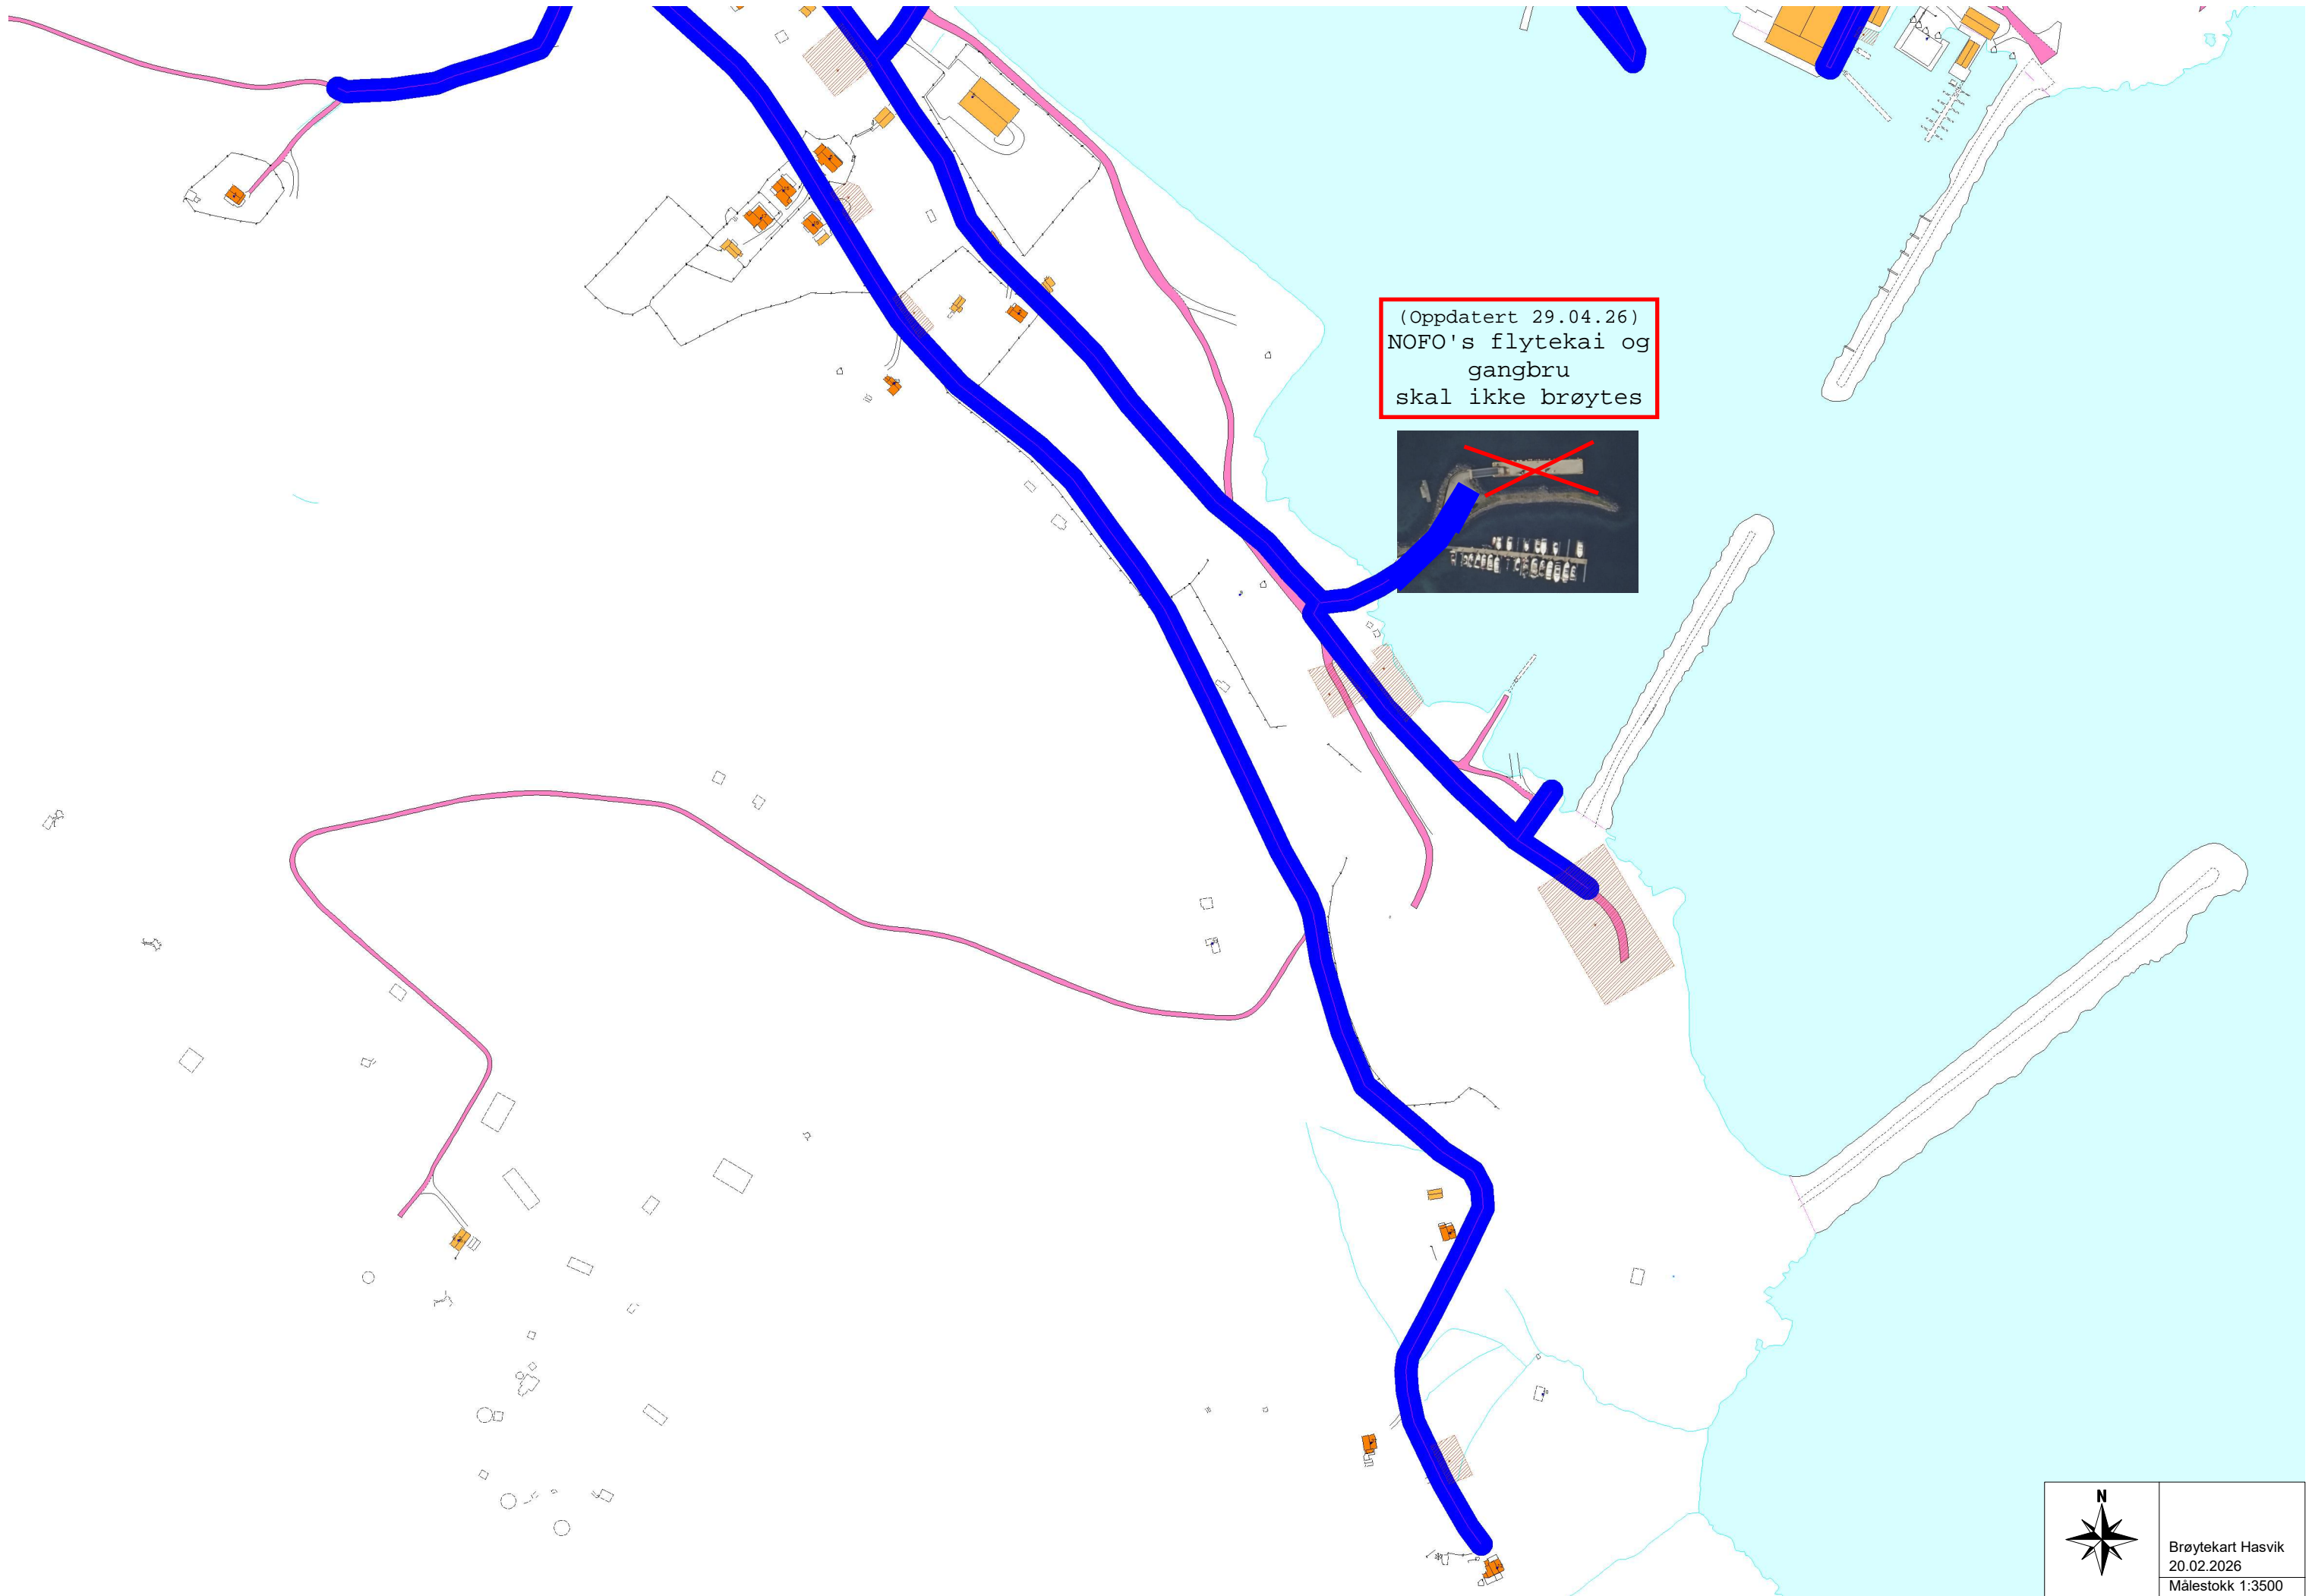 (Oppdatert 29.04.26)
NOFO's flytekai og
gangbru
skal ikke brøytes
N
Brøytekart Hasvik
20.02.2026
Målestokk 1:3500